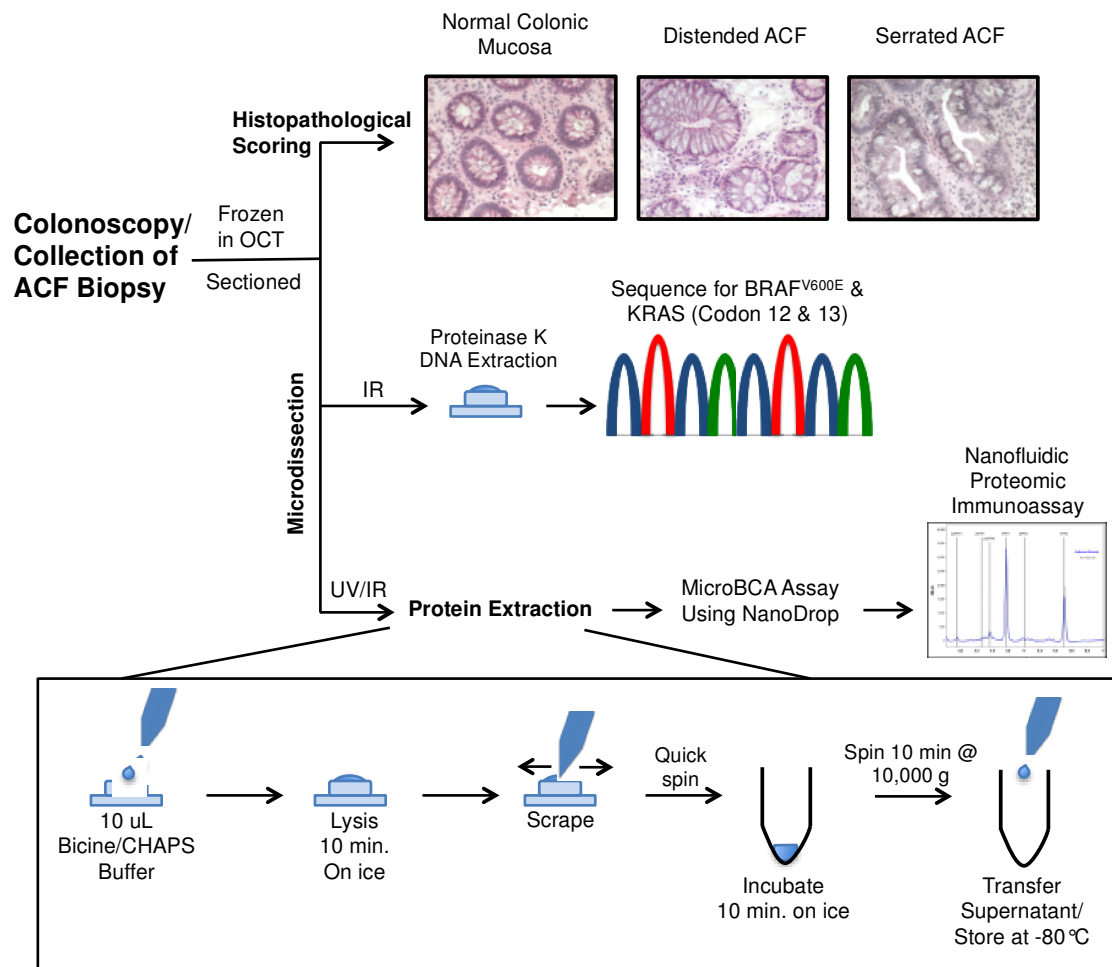 Normal Colonic
Mucosa
Distended ACF
Serrated ACF
Histopathological
Scoring
Colonoscopy/
Collection of
ACF Biopsy
Frozen
in OCT
Sectioned
Microdissection
Sequence for BRAFV600E &
KRAS (Codon 12 & 13)
Proteinase K
DNA Extraction
IR
Nanofluidic
Proteomic
Immunoassay
UV/IR
Protein Extraction
MicroBCA Assay
Using NanoDrop
10 uL
Bicine/CHAPS
Buffer
Lysis
10 min.
On ice
Scrape
Quick
spin
Incubate
10 min. on ice
Spin 10 min @
10,000 g
Transfer
Supernatant/
Store at -80°C